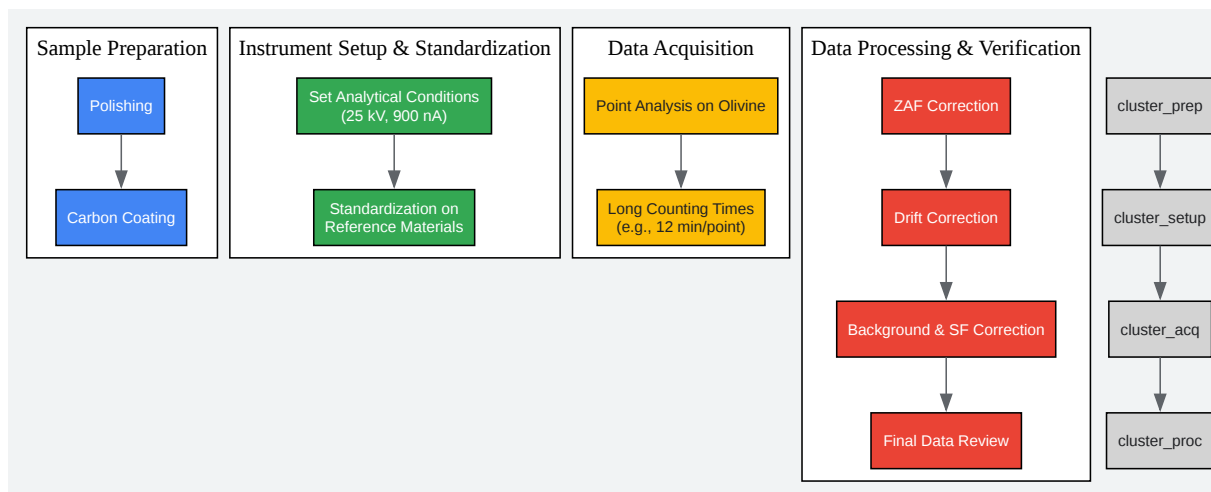 Sample Preparation
Polishing
Carbon Coating
Instrument Setup & Standardization
Set Analytical Conditions
(25 kV, 900 nA)
Standardization on
Reference Materials
Data Acquisition
Point Analysis on Olivine
Long Counting Times
(e.g., 12 min/point)
Data Processing & Verification
ZAF Correction
Drift Correction
Background & SF Correction
Final Data Review
cluster_prep
cluster_setup
cluster_acq
cluster_proc